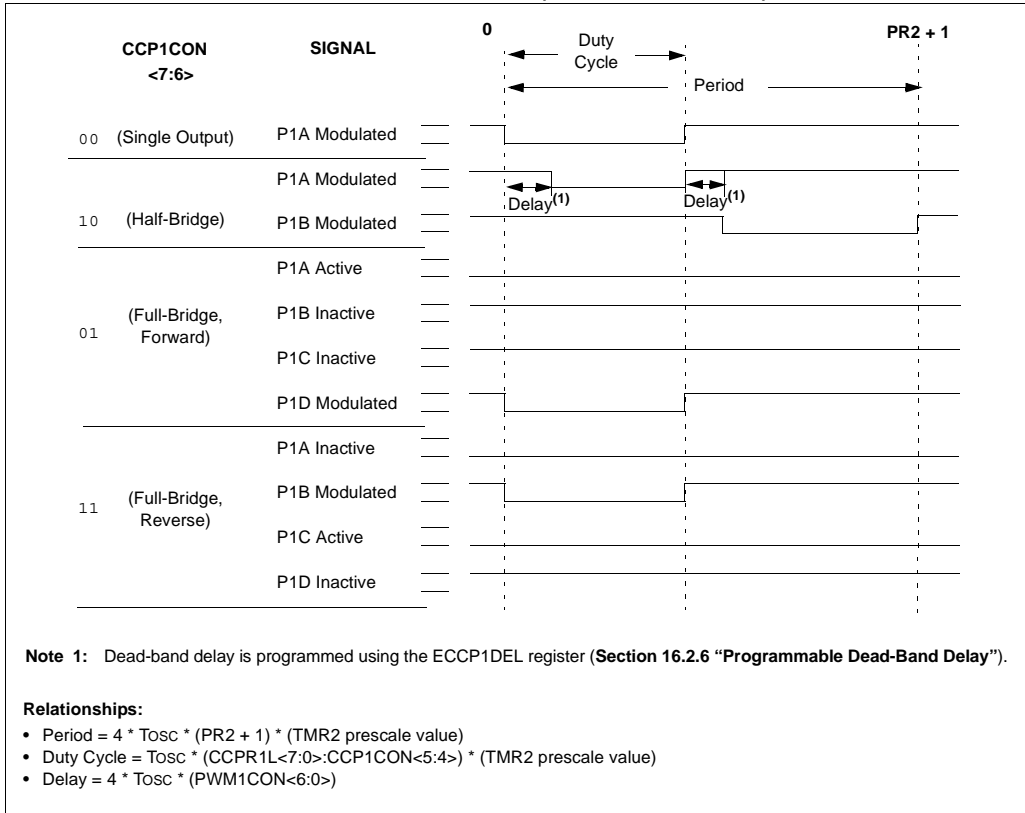 0
PR2 + 1
CCP1CON
<7:6>
SIGNAL
Duty
Cycle
Period
00 (Single Output) P1A Modulated
P1A Modulated
Delay(1) Delay(1)
10 (Half-Bridge) P1B Modulated
P1A Active
01 (Full-Bridge,
Forward)
P1B Inactive
P1C Inactive
P1D Modulated
P1A Inactive
11 (Full-Bridge,
Reverse)
P1B Modulated
P1C Active
P1D Inactive
Note 1: Dead-band delay is programmed using the ECCP1DEL register (Section 16.2.6 “Programmable Dead-Band Delay”).
Relationships:
• Period = 4 * TOSC * (PR2 + 1) * (TMR2 prescale value)
• Duty Cycle = TOSC * (CCPR1L<7:0>:CCP1CON<5:4>) * (TMR2 prescale value)
• Delay = 4 * TOSC * (PWM1CON<6:0>)